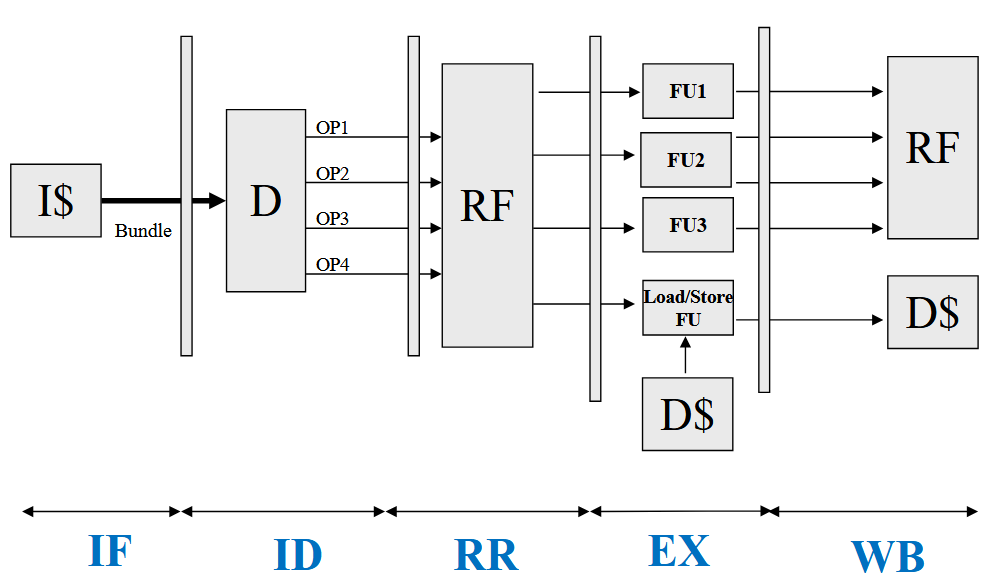 I$
Bundle
D
OP1
OP2
OP3
OP4
RF
FU1
FU2
FU3
Load/Store
FU
D$
RF
D$
IF
ID
RR
EX
WB